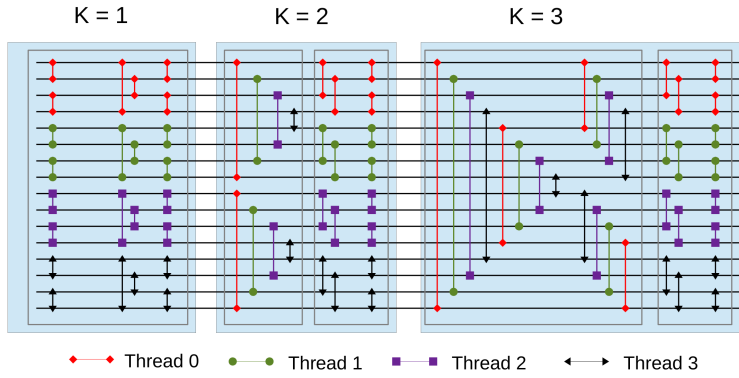 K = 1
K = 2
K = 3
Thread 0
Thread 1
Thread 2
Thread 3